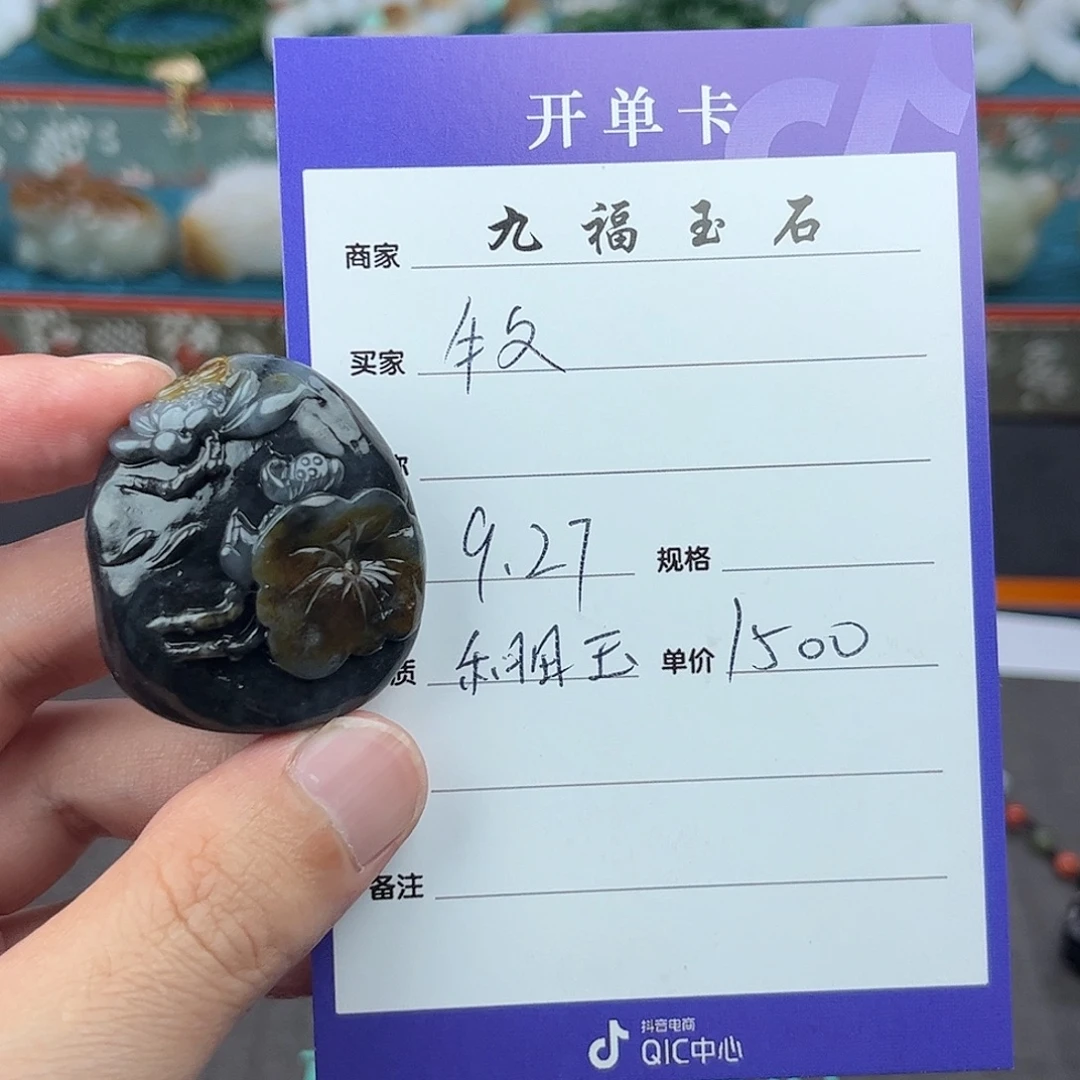 开单卡
商家 九福玉石
买家 牧
称
9.27 规格
质 和田玉 单价 1500
备注
抖音电商
QIC中心